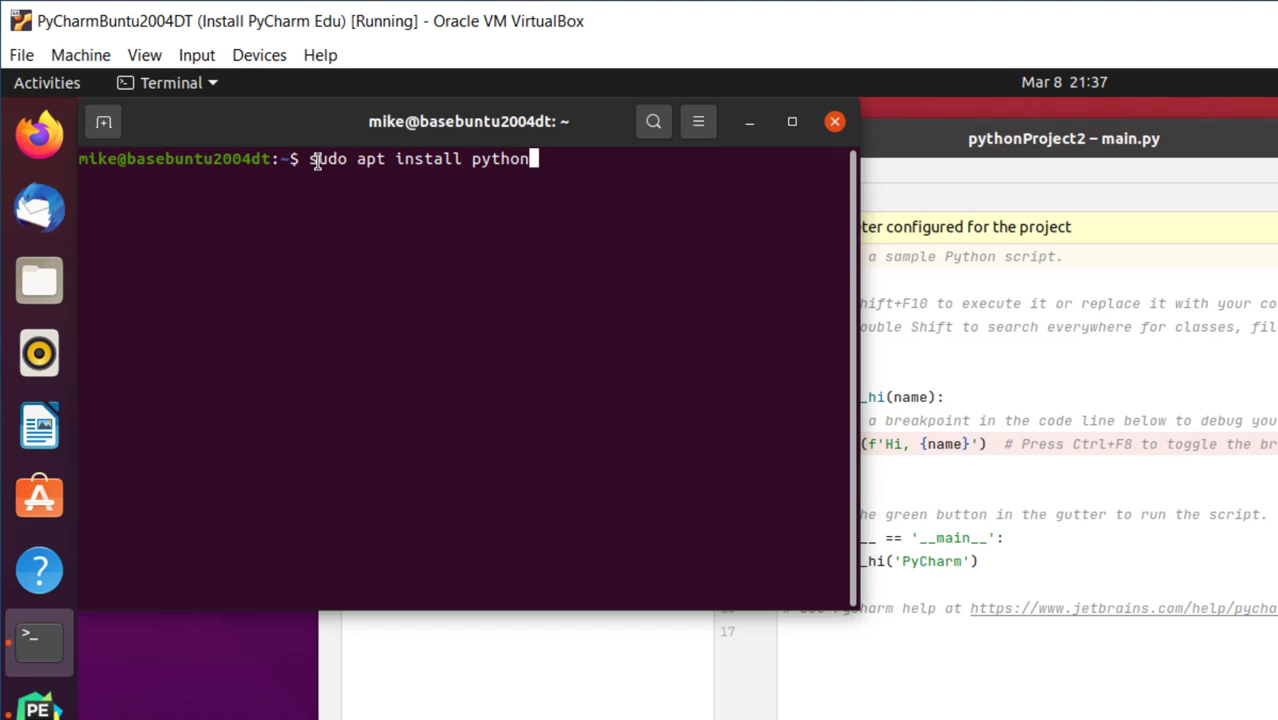 PyCharmBuntu2004DT (Install PyCharm Edu) [Running] - Oracle VM VirtualBox
File Machine View Input Devices Help
Activities Terminal Mar 8 21:37
mike@basebuntu2004dt: ~
pythonProject2 – main.py
mike@basebuntu2004dt:~$ sudo apt install python
ter configured for the project
a sample Python script.
hift+F10 to execute it or replace it with your co
ouble Shift to search everywhere for classes, fil
_hi(name):
a breakpoint in the code line below to debug you
(f'Hi, {name}') # Press Ctrl+F8 to toggle the br
he green button in the gutter to run the script.
__ == '__main__':
_hi('PyCharm')
harm help at https://www.jetbrains.com/help/pycha
17
>_
PE